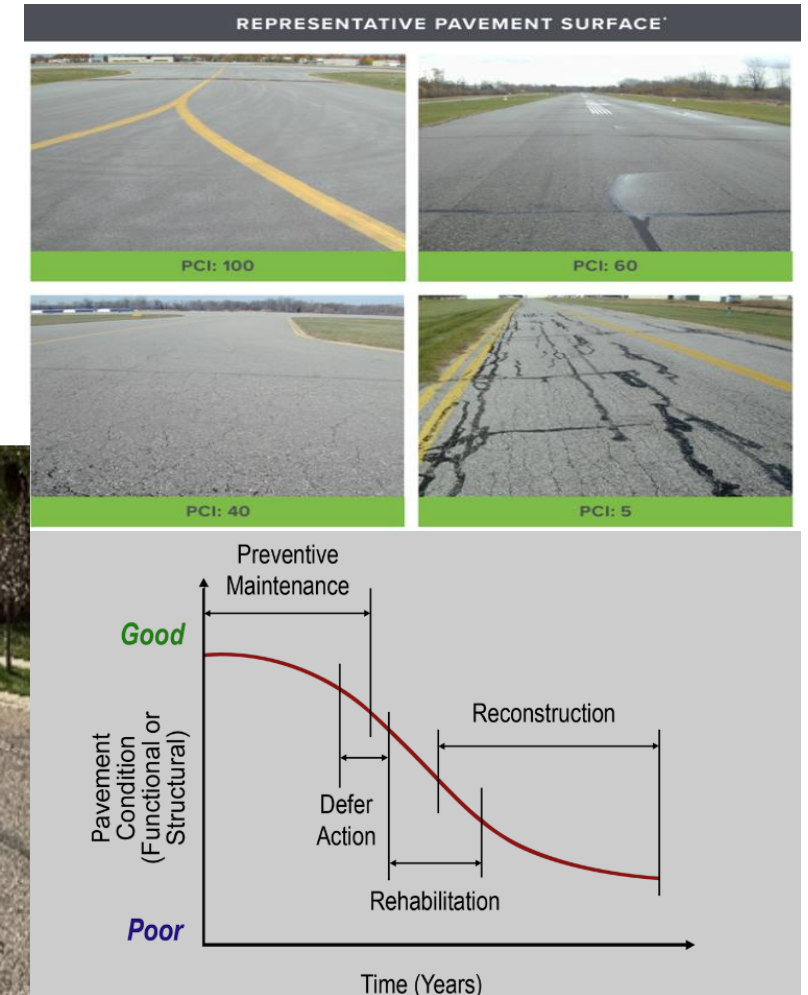 REPRESENTATIVE PAVEMENT SURFACE*
PCI: 100
PCI: 60
PCI: 40
PCI: 5
Preventive
Maintenance
Good
Pavement
Condition
(Functional or
Structural)
Reconstruction
Defer
Action
Rehabilitation
Poor
Time (Years)